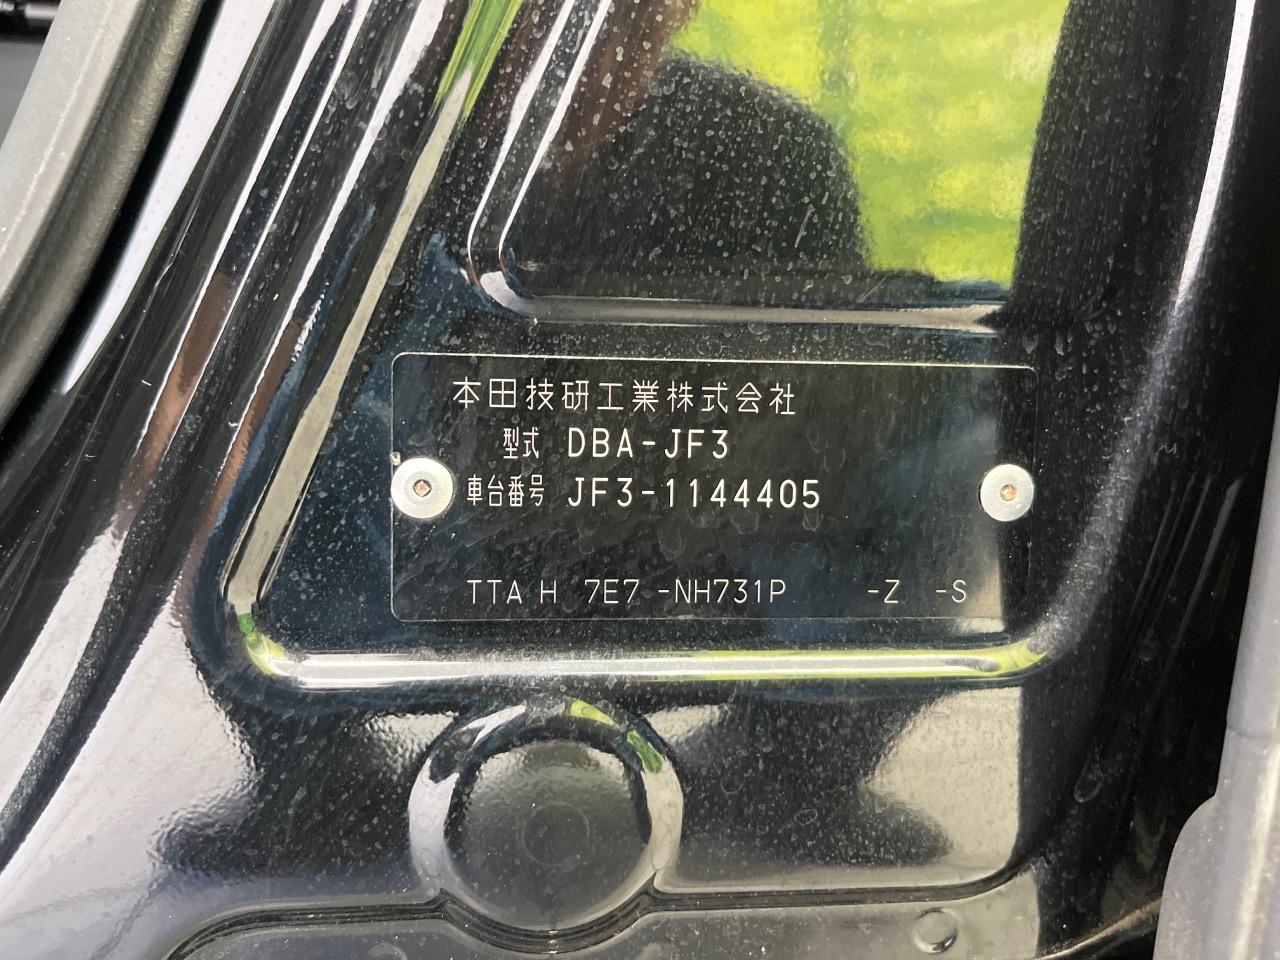 本田技研工業株式会社
型式 DBA-JF3
車台番号 JF3-1144405
TTA H 7E7 -NH731P -Z -S